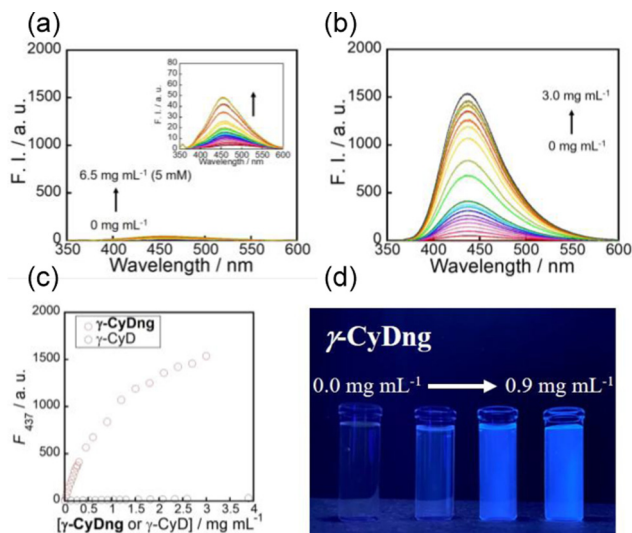 (a)
2000
1500
1000
500
0
F. I. / a. u.
350 400 450 500 550 600
Wavelength / nm
6.5 mg mL⁻¹ (5 mM)
0 mg mL⁻¹
80
70
60
50
40
30
20
10
0
F. I. / a. u.
350 400 450 500 550 600
Wavelength / nm
(b)
2000
1500
1000
500
0
F. I. / a. u.
350 400 450 500 550 600
Wavelength / nm
3.0 mg mL⁻¹
0 mg mL⁻¹
(c)
2000
1500
1000
500
0
F 437 / a. u.
γ-CyDng
γ-CyD
0 0.5 1 1.5 2 2.5 3 3.5 4
[γ-CyDng or γ-CyD] / mg mL⁻¹
(d)
γ-CyDng
0.0 mg mL⁻¹ 0.9 mg mL⁻¹